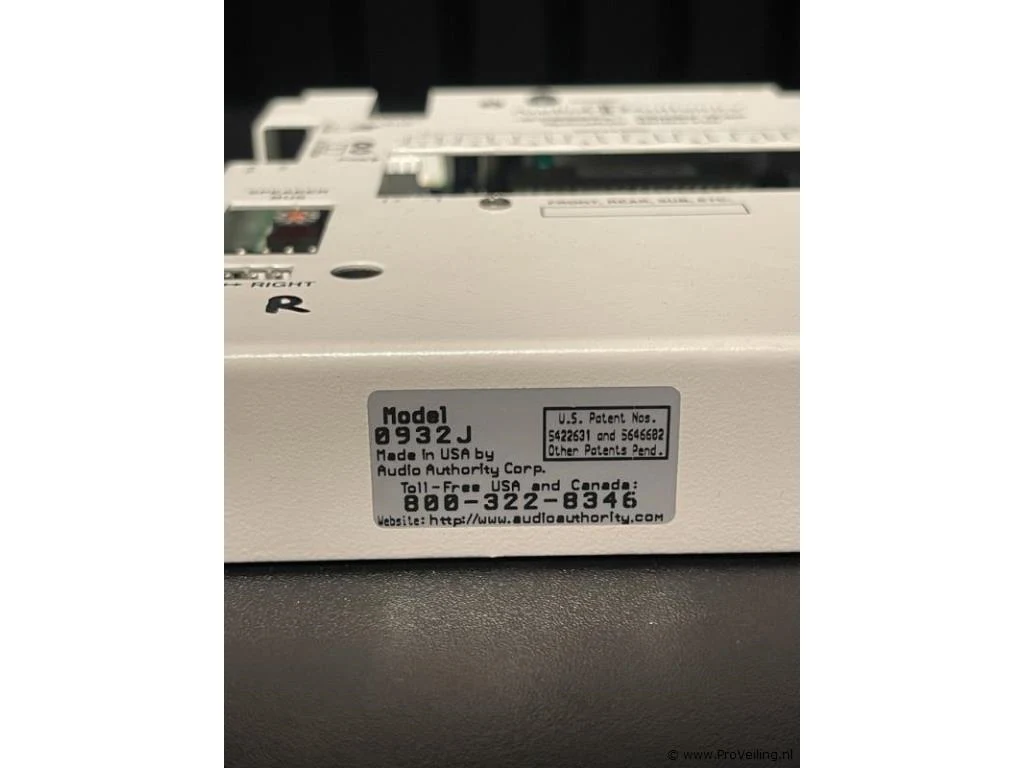 SPEAKER
BUS
FRONT, REAR, SUB, ETC.
RIGHT
R
Model
0932J
Made in USA by
Audio Authority Corp.
U.S. Patent Nos.
5422631 and 5646602
Other Patents Pend.
Toll-Free USA and Canada:
800-322-8346
Website: http://www.audioauthority.com
© www.ProVeiling.nl